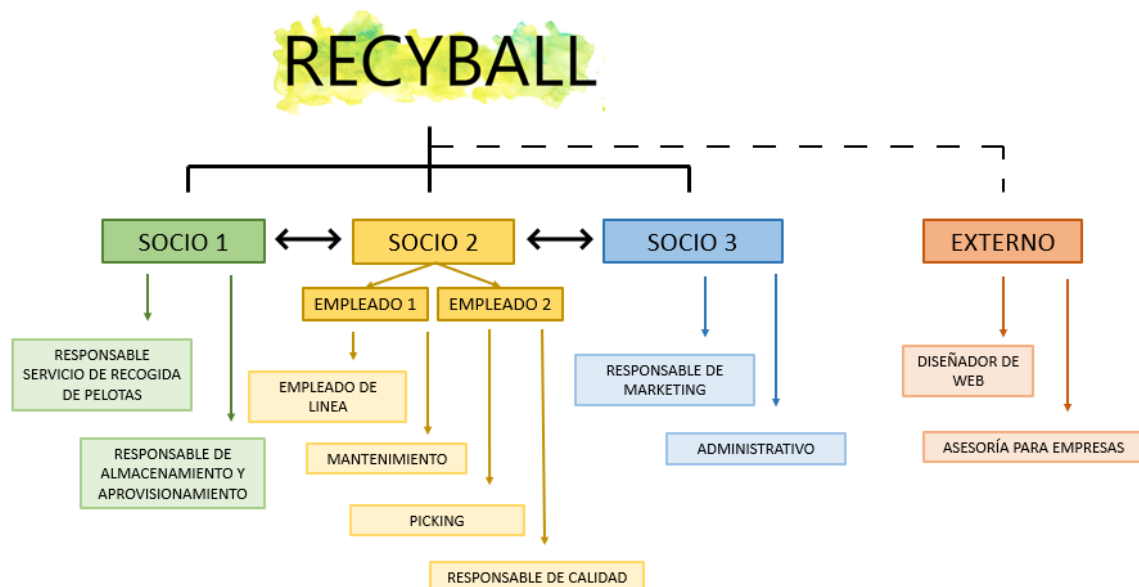 RECYBALL
SOCIO 1
SOCIO 2
SOCIO 3
EXTERNO
EMPLEADO 1
EMPLEADO 2
RESPONSABLE
SERVICIO DE RECOGIDA
DE PELOTAS
EMPLEADO DE
LINEA
RESPONSABLE DE
MARKETING
DISEÑADOR DE
WEB
RESPONSABLE DE
ALMACENAMIENTO Y
APROVISIONAMIENTO
MANTENIMIENTO
ADMINISTRATIVO
ASESORÍA PARA EMPRESAS
PICKING
RESPONSABLE DE CALIDAD